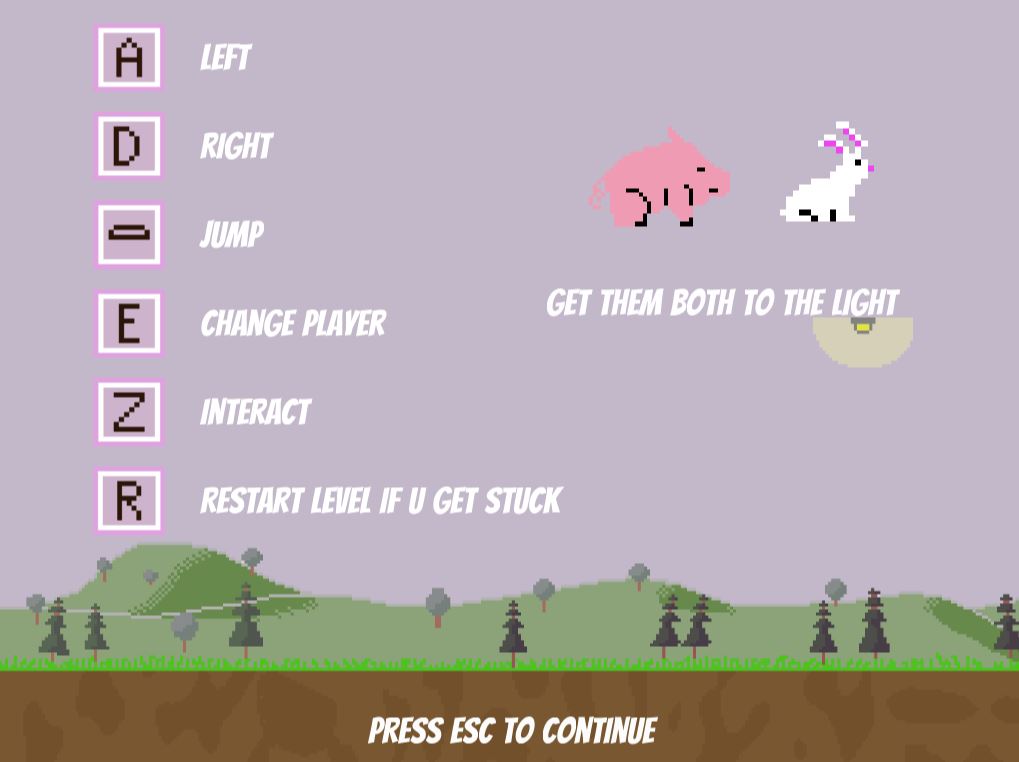 A LEFT
D RIGHT
JUMP
E CHANGE PLAYER
GET THEM BOTH TO THE LIGHT
Z INTERACT
R RESTART LEVEL IF U GET STUCK
PRESS ESC TO CONTINUE